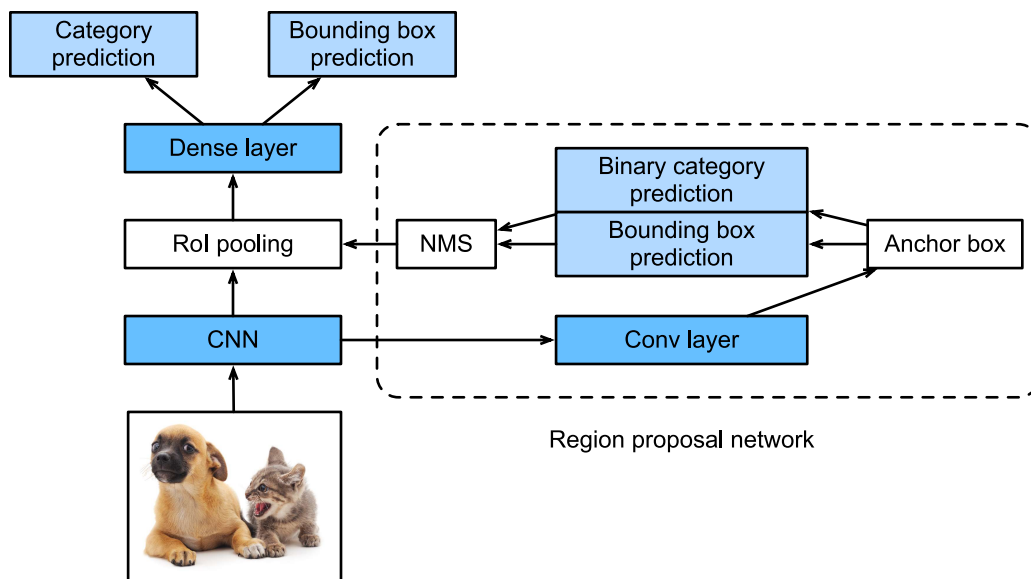 Category
prediction
Bounding box
prediction
Dense layer
Binary category
prediction
RoI pooling
NMS
Bounding box
prediction
Anchor box
CNN
Conv layer
Region proposal network